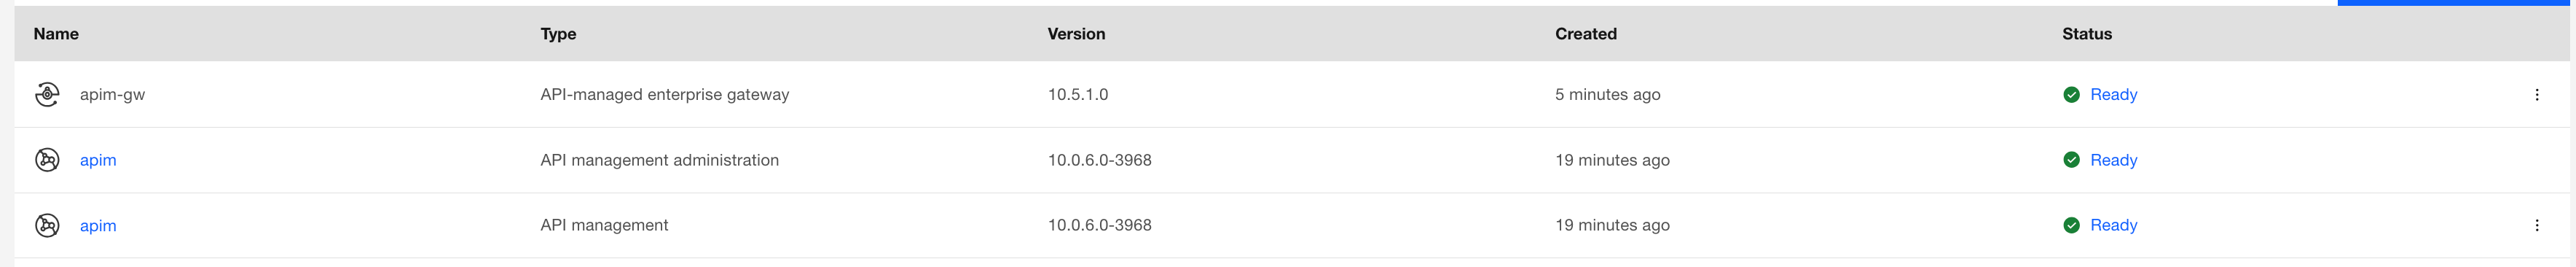 Name Type Version Created Status
apim-gw API-managed enterprise gateway 10.5.1.0 5 minutes ago Ready
apim API management administration 10.0.6.0-3968 19 minutes ago Ready
apim API management 10.0.6.0-3968 19 minutes ago Ready